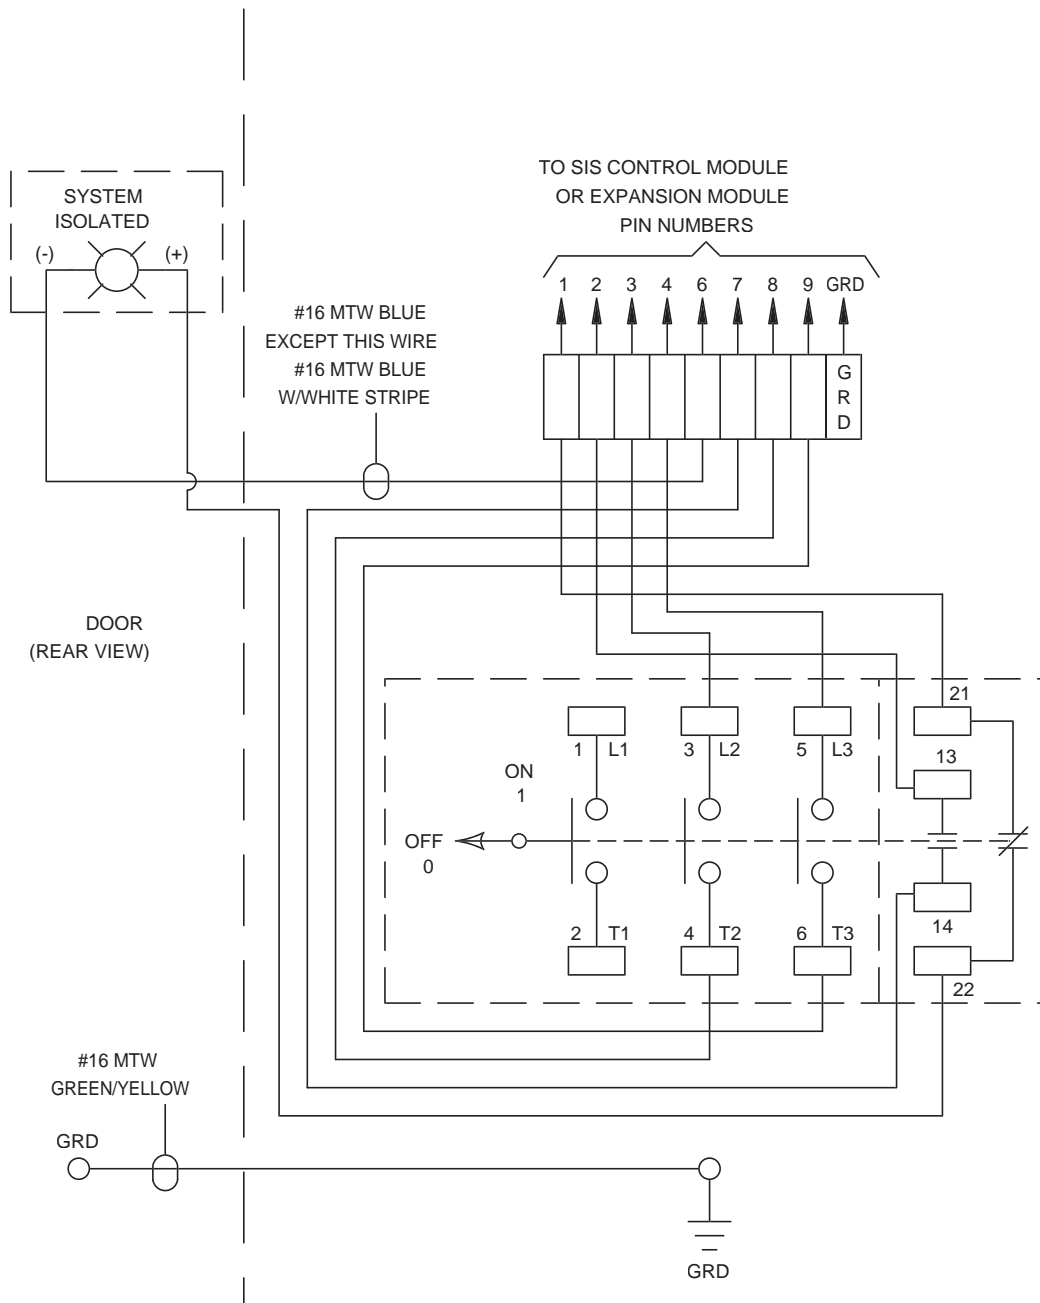 TO SIS CONTROL MODULE
OR EXPANSION MODULE
PIN NUMBERS
SYSTEM
ISOLATED
(-) (+)
1 2 3 4 6 7 8 9 GRD
#16 MTW BLUE
EXCEPT THIS WIRE
#16 MTW BLUE
W/WHITE STRIPE
G
R
D
DOOR
(REAR VIEW)
21
1 L1 3 L2 5 L3 13
ON
1
OFF
0
2 T1 4 T2 6 T3 14
22
#16 MTW
GREEN/YELLOW
GRD
GRD